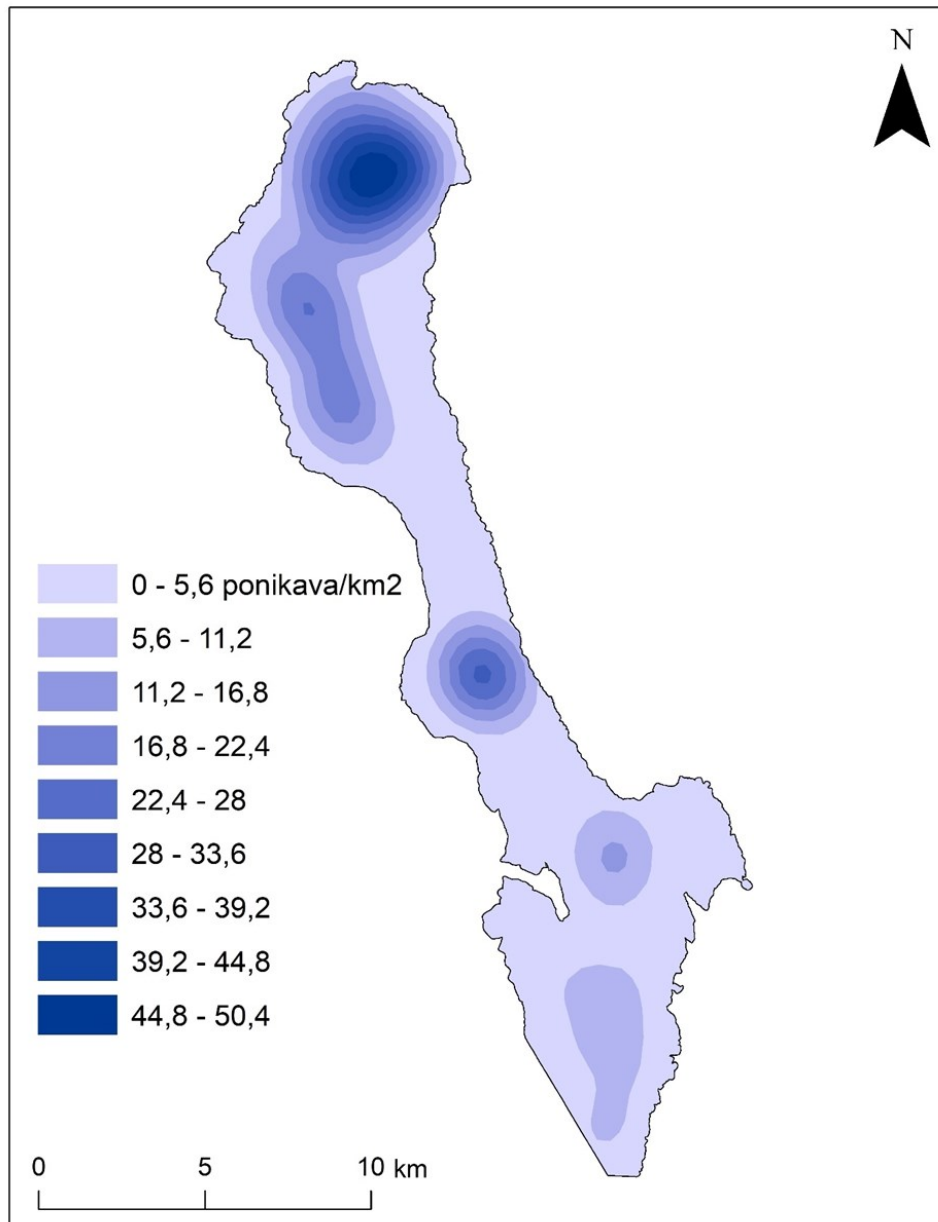 N
0 - 5,6 ponikava/km2
5,6 - 11,2
11,2 - 16,8
16,8 - 22,4
22,4 - 28
28 - 33,6
33,6 - 39,2
39,2 - 44,8
44,8 - 50,4
0 5 10 km